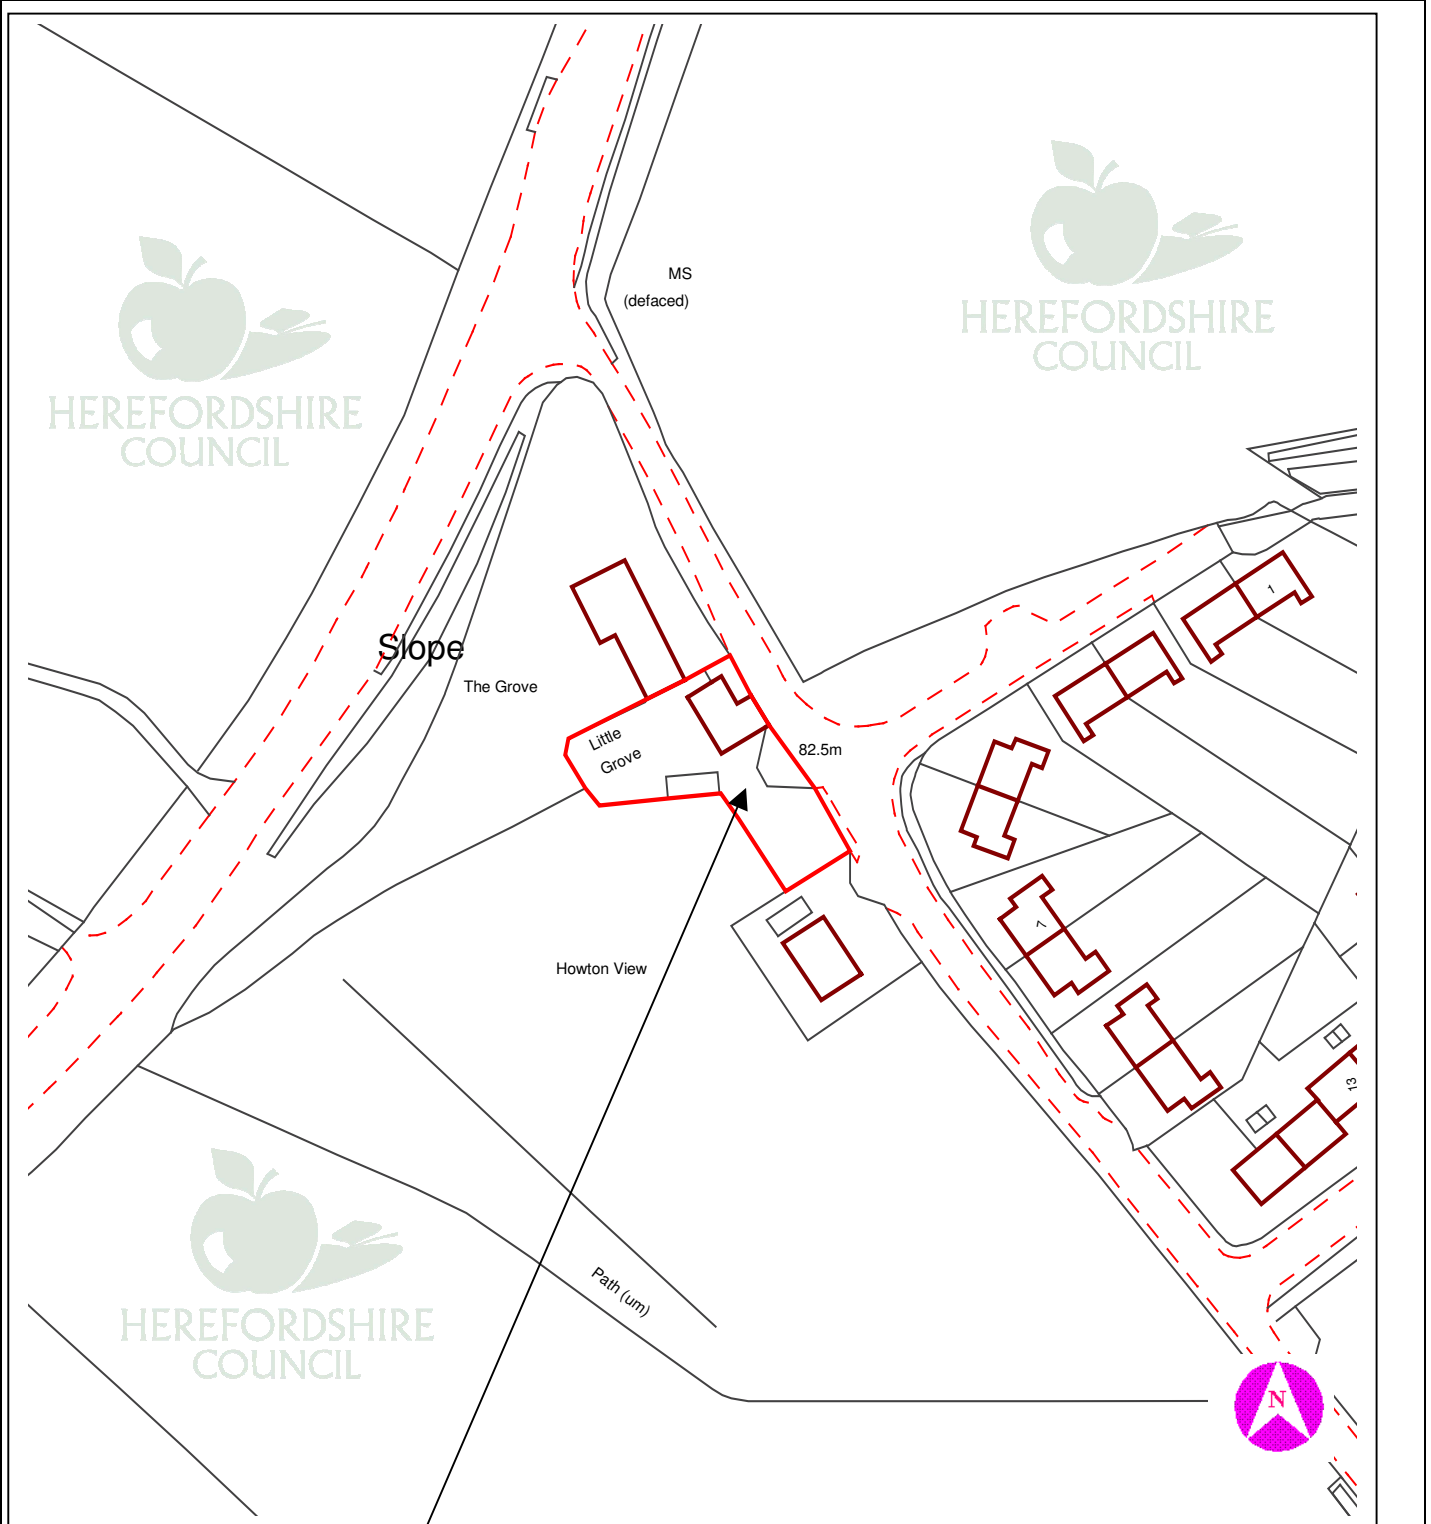 MS
(defaced)
HEREFORDSHIRE
COUNCIL
HEREFORDSHIRE
COUNCIL
1
Slope
The Grove
Little
Grove
82.5m
7
Howton View
13
Path (um)
HEREFORDSHIRE
COUNCIL
N